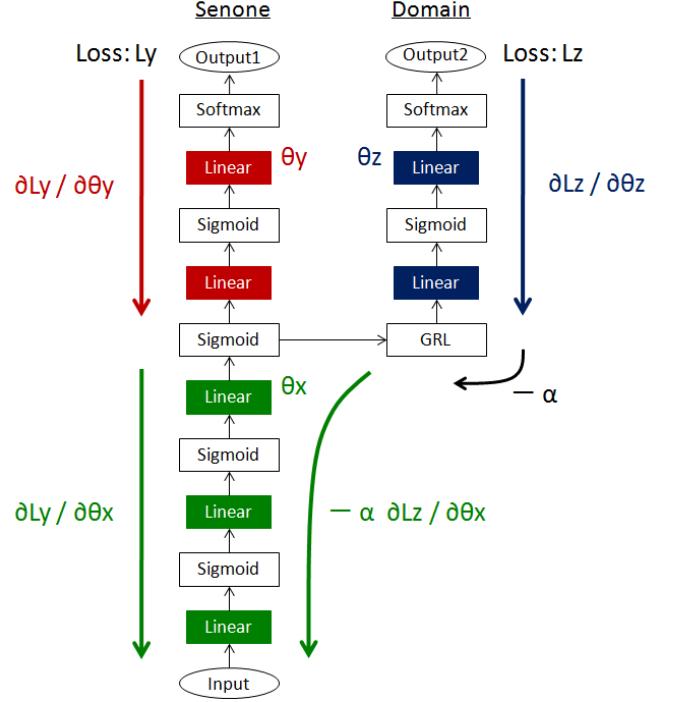 Senone
Domain
Loss: Ly
Output1
Output2
Loss: Lz
Softmax
Softmax
Linear
θy
θz
Linear
∂Ly / ∂θy
∂Lz / ∂θz
Sigmoid
Sigmoid
Linear
Linear
Sigmoid
GRL
Linear
θx
— α
Sigmoid
∂Ly / ∂θx
Linear
— α ∂Lz / ∂θx
Sigmoid
Linear
Input